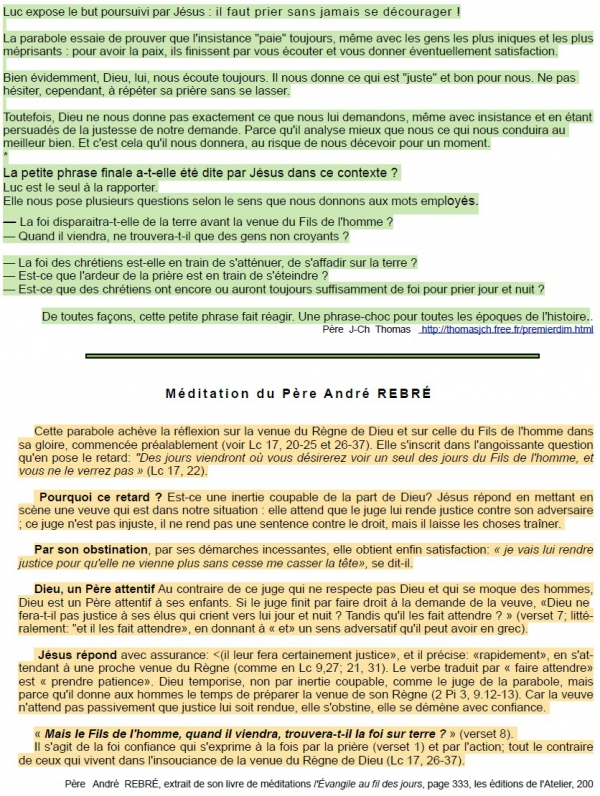 Luc expose le but poursuivi par Jésus : il faut prier sans jamais se décourager !
La parabole essaie de prouver que l'insistance "paie" toujours, même avec les gens les plus iniques et les plus
méprisants : pour avoir la paix, ils finissent par vous écouter et vous donner éventuellement satisfaction.
Bien évidemment, Dieu, lui, nous écoute toujours. Il nous donne ce qui est "juste" et bon pour nous. Ne pas
hésiter, cependant, à répéter sa prière sans se lasser.
Toutefois, Dieu ne nous donne pas exactement ce que nous lui demandons, même avec insistance et en étant
persuadés de la justesse de notre demande. Parce qu'il analyse mieux que nous ce qui nous conduira au
meilleur bien. Et c'est cela qu'il nous donnera, au risque de nous décevoir pour un moment.
*
La petite phrase finale a-t-elle été dite par Jésus dans ce contexte ?
Luc est le seul à la rapporter.
Elle nous pose plusieurs questions selon le sens que nous donnons aux mots employés.
— La foi disparaitra-t-elle de la terre avant la venue du Fils de l'homme ?
— Quand il viendra, ne trouvera-t-il que des gens non croyants ?
— La foi des chrétiens est-elle en train de s'atténuer, de s'affadir sur la terre ?
— Est-ce que l'ardeur de la prière est en train de s'éteindre ?
— Est-ce que des chrétiens ont encore ou auront toujours suffisamment de foi pour prier jour et nuit ?
De toutes façons, cette petite phrase fait réagir. Une phrase-choc pour toutes les époques de l'histoire..
Père J-Ch Thomas http://thomasjch.free.fr/premierdim.html
Méditation du Père André REBRÉ
Cette parabole achève la réflexion sur la venue du Règne de Dieu et sur celle du Fils de l'homme dans
sa gloire, commencée préalablement (voir Lc 17, 20-25 et 26-37). Elle s'inscrit dans l'angoissante question
qu'en pose le retard: "Des jours viendront où vous désirerez voir un seul des jours du Fils de l'homme, et
vous ne le verrez pas » (Lc 17, 22).
Pourquoi ce retard ? Est-ce une inertie coupable de la part de Dieu? Jésus répond en mettant en
scène une veuve qui est dans notre situation : elle attend que le juge lui rende justice contre son adversaire
; ce juge n'est pas injuste, il ne rend pas une sentence contre le droit, mais il laisse les choses traîner.
Par son obstination, par ses démarches incessantes, elle obtient enfin satisfaction: « je vais lui rendre
justice pour qu'elle ne vienne plus sans cesse me casser la tête», se dit-il.
Dieu, un Père attentif Au contraire de ce juge qui ne respecte pas Dieu et qui se moque des hommes,
Dieu est un Père attentif à ses enfants. Si le juge finit par faire droit à la demande de la veuve, «Dieu ne
fera-t-il pas justice à ses élus qui crient vers lui jour et nuit ? Tandis qu'il les fait attendre ? » (verset 7; litté-
ralement: "et il les fait attendre», en donnant à « et» un sens adversatif qu'il peut avoir en grec).
Jésus répond avec assurance: <(il leur fera certainement justice», et il précise: «rapidement», en s'at-
tendant à une proche venue du Règne (comme en Lc 9,27; 21, 31). Le verbe traduit par « faire attendre»
est « prendre patience». Dieu temporise, non par inertie coupable, comme le juge de la parabole, mais
parce qu'il donne aux hommes le temps de préparer la venue de son Règne (2 Pi 3, 9.12-13). Car la veuve
n'attend pas passivement que justice lui soit rendue, elle s'obstine, elle se démène avec confiance.
« Mais le Fils de l'homme, quand il viendra, trouvera-t-il la foi sur terre ? » (verset 8).
Il s'agit de la foi confiance qui s'exprime à la fois par la prière (verset 1) et par l'action; tout le contraire
de ceux qui vivent dans l'insouciance de la venue du Règne de Dieu (Lc 17, 26-37).
Père André REBRÉ, extrait de son livre de méditations l'Évangile au fil des jours, page 333, les éditions de l'Atelier, 200